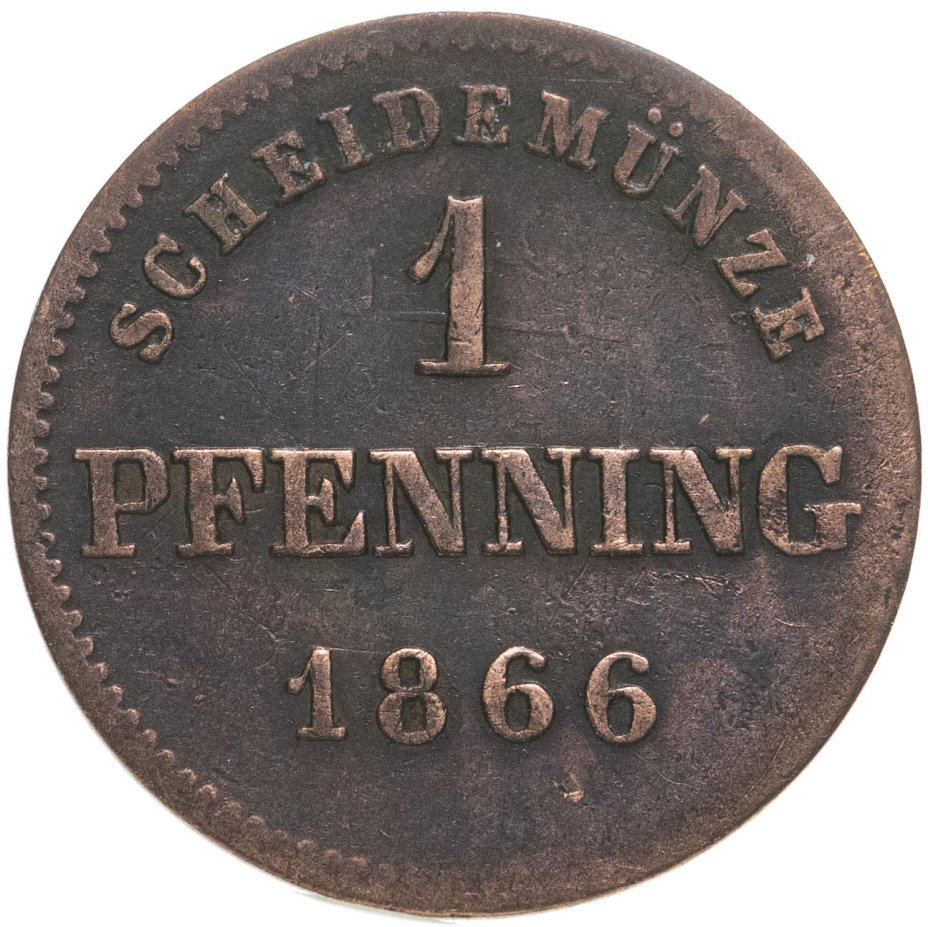 SCHEIDEMÜNZE
1
PFENNING
1866